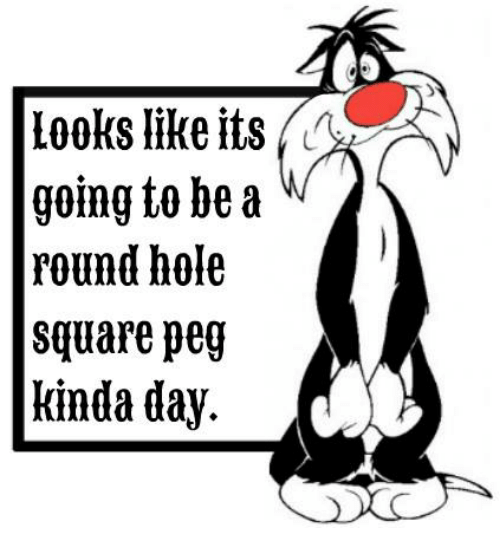 Looks like its
going to be a
round hole
square peg
kinda day.